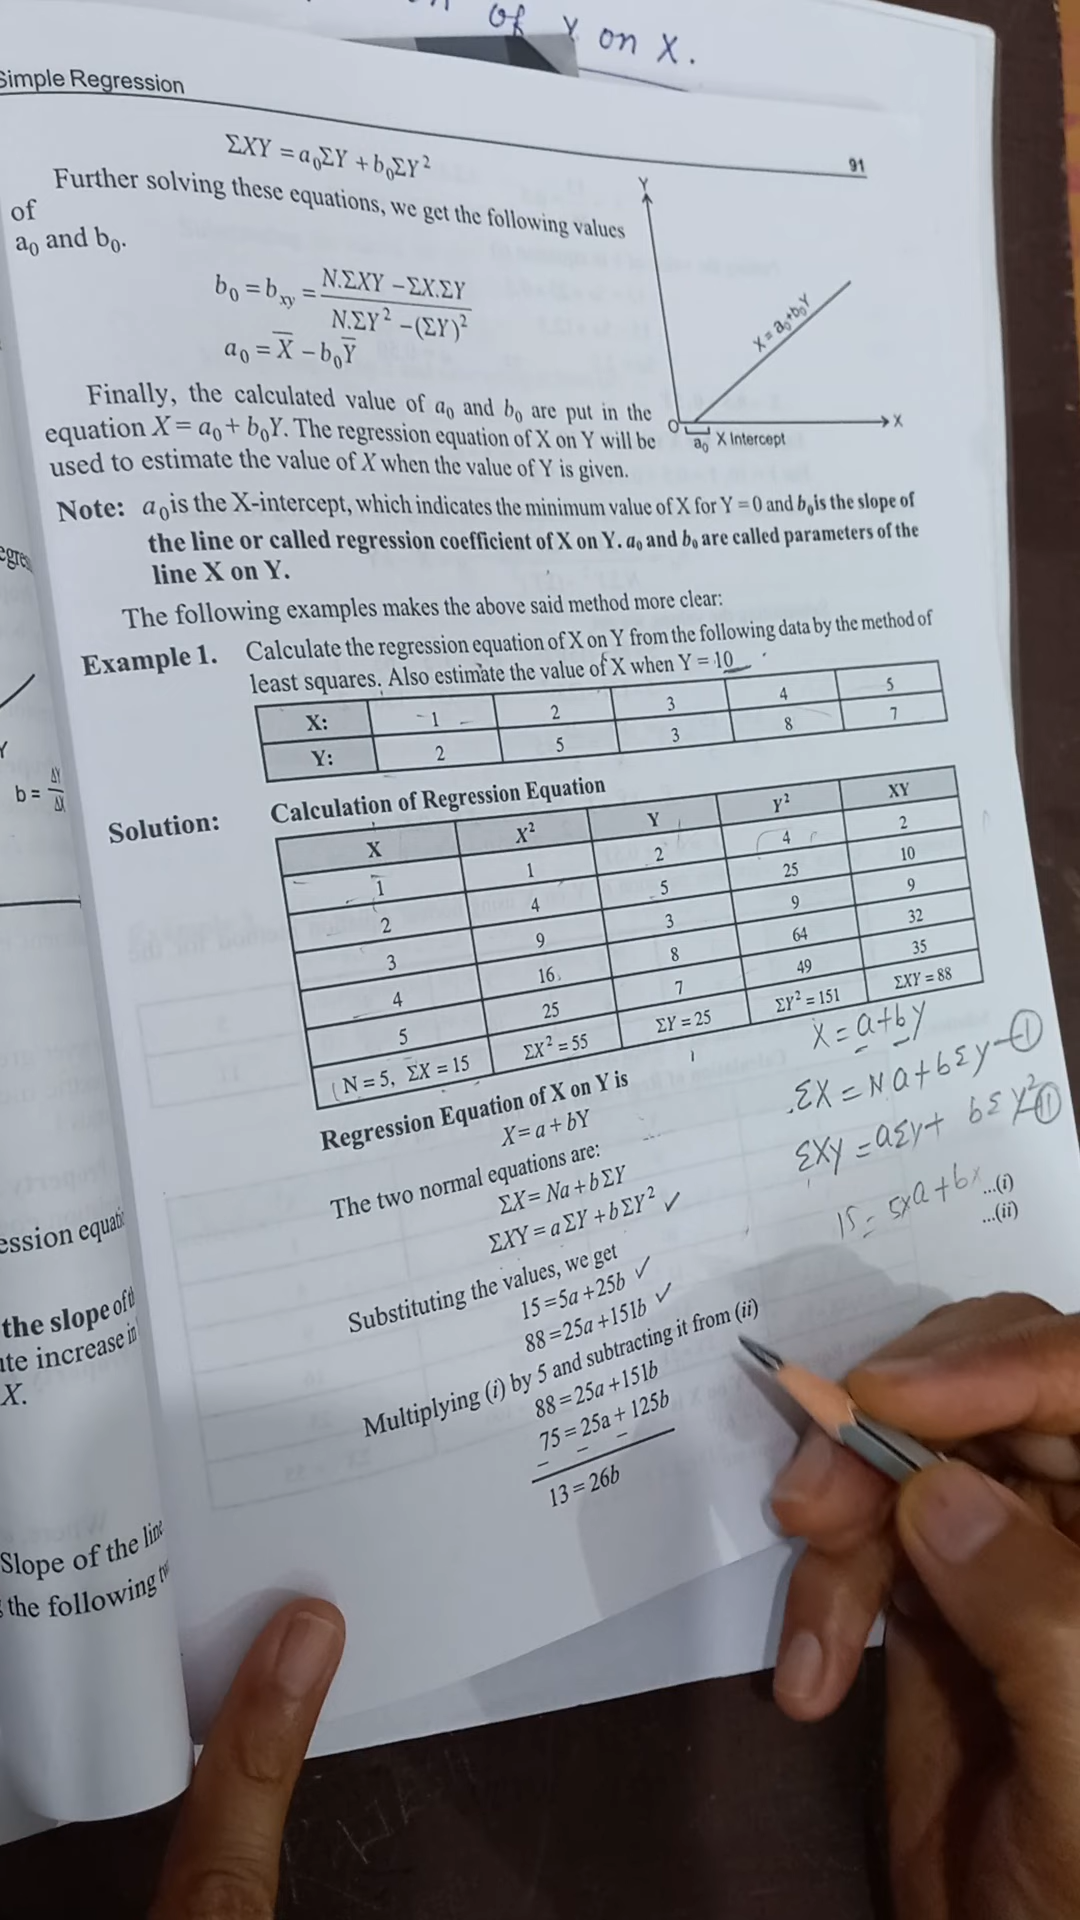 of Y on X.
Simple Regression
91
ΣXY = a₀ΣY + b₀ΣY²
Further solving these equations, we get the following values
of
a₀ and b₀.
b₀ = bxy = N.ΣXY – ΣX.ΣY / N.ΣY² – (ΣY)²
a₀ = X̅ – b₀Y̅
Y
X = a₀+b₀Y
O
X
a₀ X Intercept
Finally, the calculated value of a₀ and b₀ are put in the
equation X = a₀ + b₀Y. The regression equation of X on Y will be
used to estimate the value of X when the value of Y is given.
Note: a₀ is the X-intercept, which indicates the minimum value of X for Y = 0 and b₀ is the slope of
the line or called regression coefficient of X on Y. a₀ and b₀ are called parameters of the
line X on Y.
The following examples makes the above said method more clear:
Example 1. Calculate the regression equation of X on Y from the following data by the method of
least squares. Also estimate the value of X when Y = 10
X: 1 2 3 4 5
Y: 2 5 3 8 7
Solution: Calculation of Regression Equation
X X² Y Y² XY
1 1 2 4 2
2 4 5 25 10
3 9 3 9 9
4 16 8 64 32
5 25 7 49 35
N = 5, ΣX = 15 ΣX² = 55 ΣY = 25 ΣY² = 151 ΣXY = 88
Regression Equation of X on Y is
X = a + bY
The two normal equations are:
ΣX = Na + bΣY ...(i)
ΣXY = aΣY + bΣY² ✓ ...(ii)
Substituting the values, we get
15 = 5a + 25b ✓
88 = 25a + 151b ✓
Multiplying (i) by 5 and subtracting it from (ii)
88 = 25a + 151b
75 = 25a + 125b
– – –
13 = 26b
X = a+by
ΣX = Na+bΣy –①
ΣXy = aΣy+ bΣy² ⑪
15 = 5xa+bx
Y
b = ΔY / ΔX
the slope of
X.
Slope of the line
the following